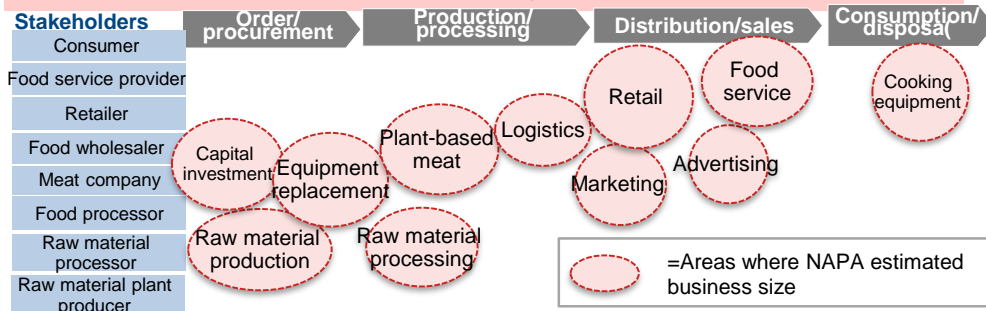 Stakeholders
Order/
procurement
Production/
processing
Distribution/sales
Consumption/
disposa(
Consumer
Food service provider
Retailer
Food wholesaler
Meat company
Food processor
Raw material
processor
Raw material plant
producer
Capital
investment
Equipment
replacement
Raw material
production
Plant-based
meat
Raw material
processing
Logistics
Retail
Marketing
Food
service
Advertising
Cooking
equipment
=Areas where NAPA estimated
business size